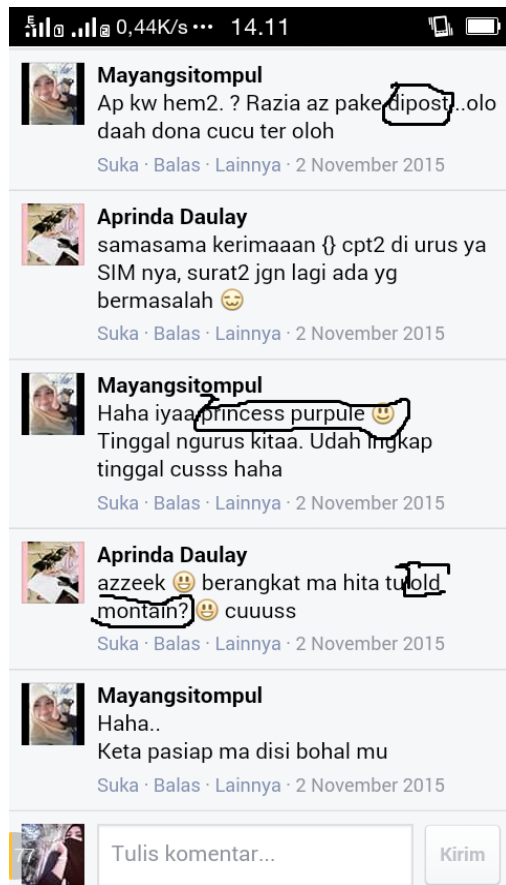 0,44K/s ··· 14.11
Mayangsitompul
Ap kw hem2. ? Razia az pake dipost...olo
daah dona cucu ter oloh
Suka · Balas · Lainnya · 2 November 2015
Aprinda Daulay
samasama kerimaaan {} cpt2 di urus ya
SIM nya, surat2 jgn lagi ada yg
bermasalah
Suka · Balas · Lainnya · 2 November 2015
Mayangsitompul
Haha iyaa princess purpule
Tinggal ngurus kitaa. Udah lngkap
tinggal cusss haha
Suka · Balas · Lainnya · 2 November 2015
Aprinda Daulay
azzeek 😃 berangkat ma hita tu old
montain? 😃 cuuuss
Suka · Balas · Lainnya · 2 November 2015
Mayangsitompul
Haha..
Keta pasiap ma disi bohal mu
Suka · Balas · Lainnya · 2 November 2015
77
Tulis komentar...
Kirim